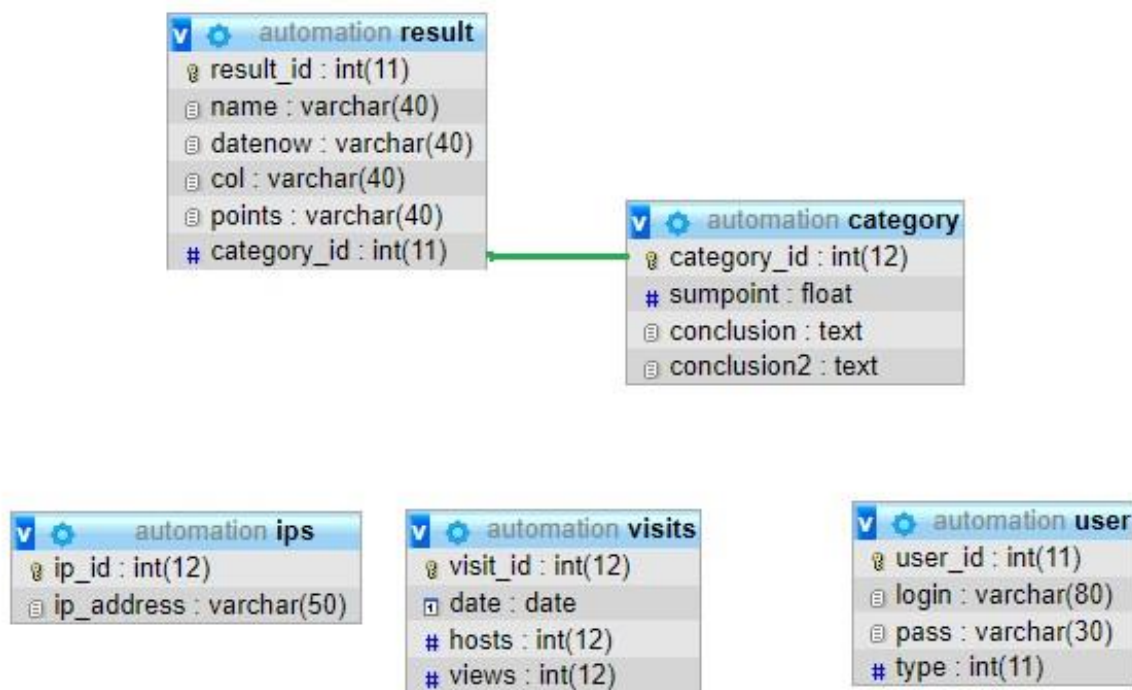 automation result
result_id : int(11)
name : varchar(40)
datenow : varchar(40)
col : varchar(40)
points : varchar(40)
# category_id : int(11)
automation category
category_id : int(12)
# sumpoint : float
conclusion : text
conclusion2 : text
automation ips
ip_id : int(12)
ip_address : varchar(50)
automation visits
visit_id : int(12)
date : date
# hosts : int(12)
# views : int(12)
automation user
user_id : int(11)
login : varchar(80)
pass : varchar(30)
# type : int(11)